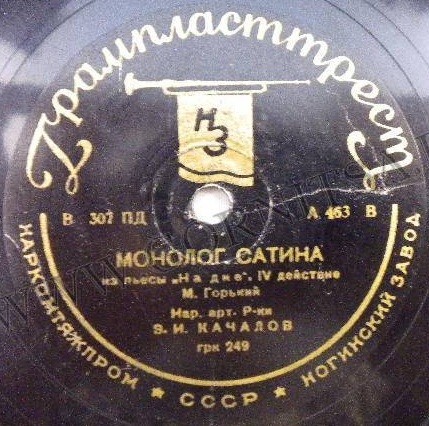 Грампласттрест
НЗ
В 307 ПД
А 463 В
МОНОЛОГ САТИНА
из пьесы „На дне“. IV действие
М. Горький
Нар. арт. Р-ки
В. И. КАЧАЛОВ
грк 249
НАРКОМТЯЖПРОМ ★ СССР ★ НОГИНСКИЙ ЗАВОД